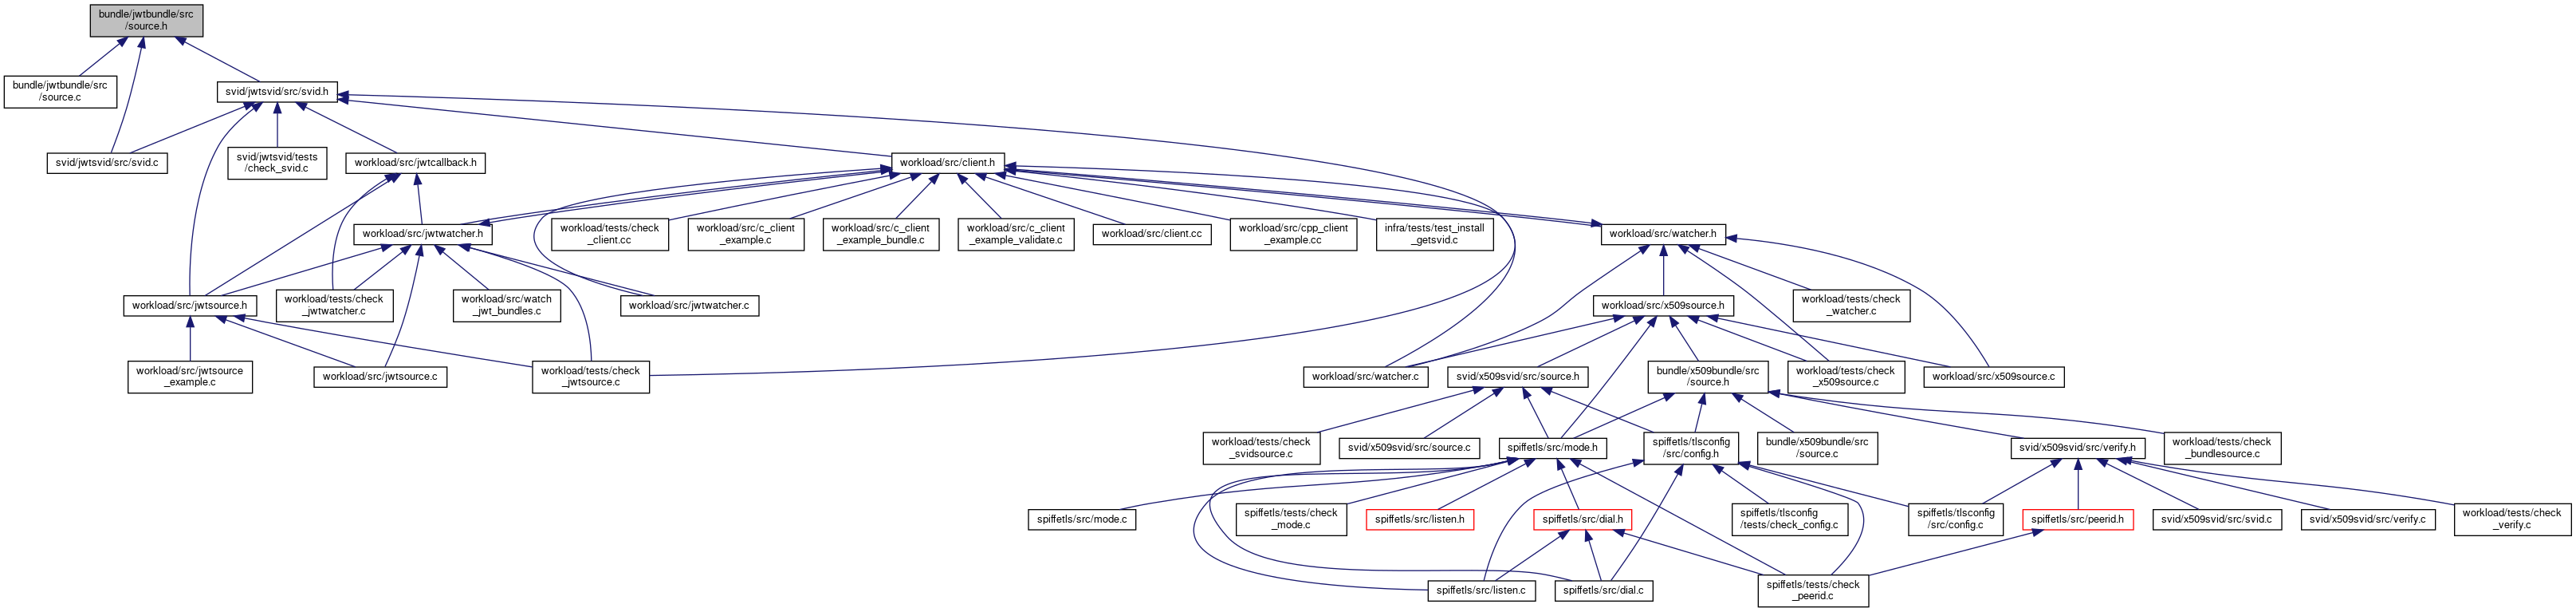 bundle/jwtbundle/src
/source.h
bundle/jwtbundle/src
/source.c
svid/jwtsvid/src/svid.h
svid/jwtsvid/src/svid.c
svid/jwtsvid/tests
/check_svid.c
workload/src/jwtcallback.h
workload/src/client.h
workload/src/jwtwatcher.h
workload/tests/check
_client.cc
workload/src/c_client
_example.c
workload/src/c_client
_example_bundle.c
workload/src/c_client
_example_validate.c
workload/src/client.cc
workload/src/cpp_client
_example.cc
infra/tests/test_install
_getsvid.c
workload/src/watcher.h
workload/src/jwtsource.h
workload/tests/check
_jwtwatcher.c
workload/src/watch
_jwt_bundles.c
workload/src/jwtwatcher.c
workload/src/x509source.h
workload/tests/check
_watcher.c
workload/src/jwtsource
_example.c
workload/src/jwtsource.c
workload/tests/check
_jwtsource.c
workload/src/watcher.c
svid/x509svid/src/source.h
bundle/x509bundle/src
/source.h
workload/tests/check
_x509source.c
workload/src/x509source.c
workload/tests/check
_svidsource.c
svid/x509svid/src/source.c
spiffetls/src/mode.h
spiffetls/tlsconfig
/src/config.h
bundle/x509bundle/src
/source.c
svid/x509svid/src/verify.h
workload/tests/check
_bundlesource.c
spiffetls/src/mode.c
spiffetls/tests/check
_mode.c
spiffetls/src/listen.h
spiffetls/src/dial.h
spiffetls/tlsconfig
/tests/check_config.c
spiffetls/tlsconfig
/src/config.c
spiffetls/src/peerid.h
svid/x509svid/src/svid.c
svid/x509svid/src/verify.c
workload/tests/check
_verify.c
spiffetls/src/listen.c
spiffetls/src/dial.c
spiffetls/tests/check
_peerid.c